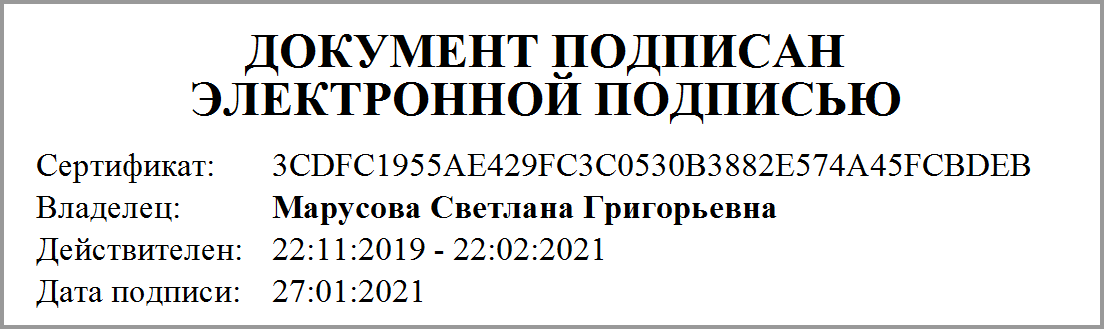 ДОКУМЕНТ ПОДПИСАН
ЭЛЕКТРОННОЙ ПОДПИСЬЮ
Сертификат: 3CDFC1955AE429FC3C0530B3882E574A45FCBDEB
Владелец: Марусова Светлана Григорьевна
Действителен: 22:11:2019 - 22:02:2021
Дата подписи: 27:01:2021